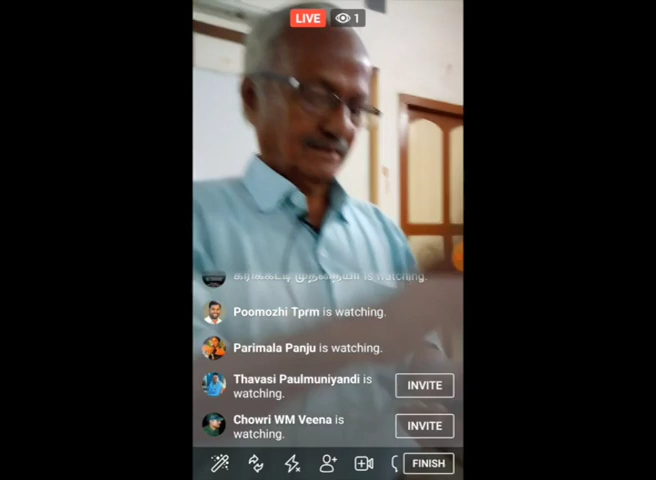 LIVE 1
is watching.
Poomozhi Tprm is watching.
Parimala Panju is watching.
Thavasi Paulmuniyandi is
watching.
INVITE
Chowri WM Veena is
watching.
INVITE
FINISH